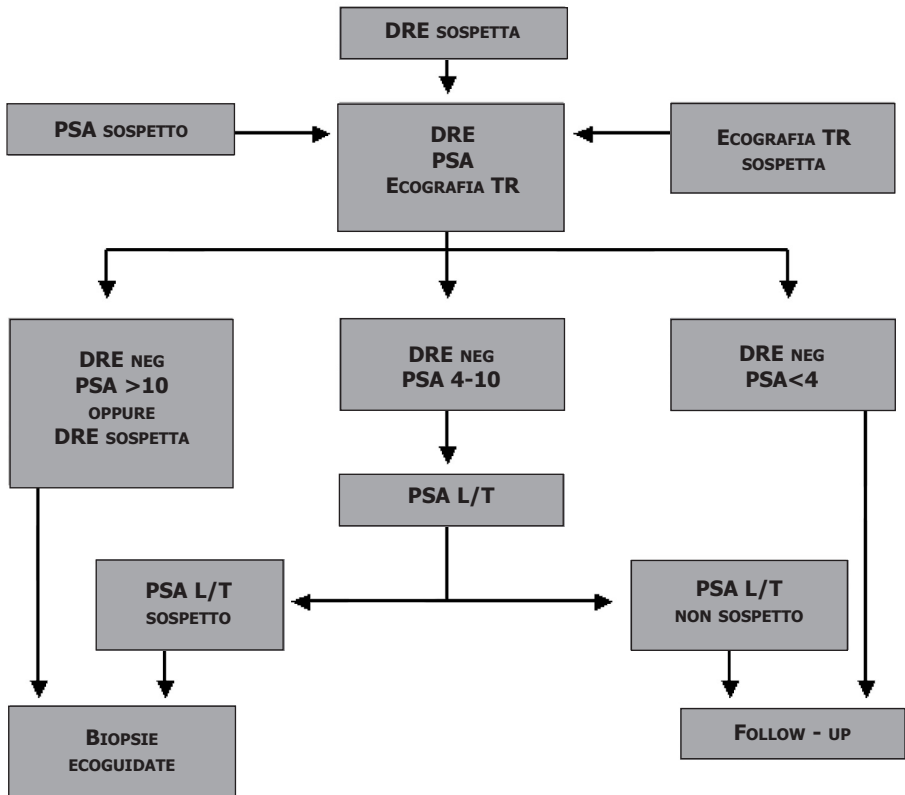 DRE SOSPETTA
PSA SOSPETTO
DRE
PSA
ECOGRAFIA TR
ECOGRAFIA TR
SOSPETTA
DRE NEG
PSA >10
OPPURE
DRE SOSPETTA
DRE NEG
PSA 4-10
DRE NEG
PSA<4
PSA L/T
PSA L/T
SOSPETTO
PSA L/T
NON SOSPETTO
BIOPSIE
ECOGUIDATE
FOLLOW - UP